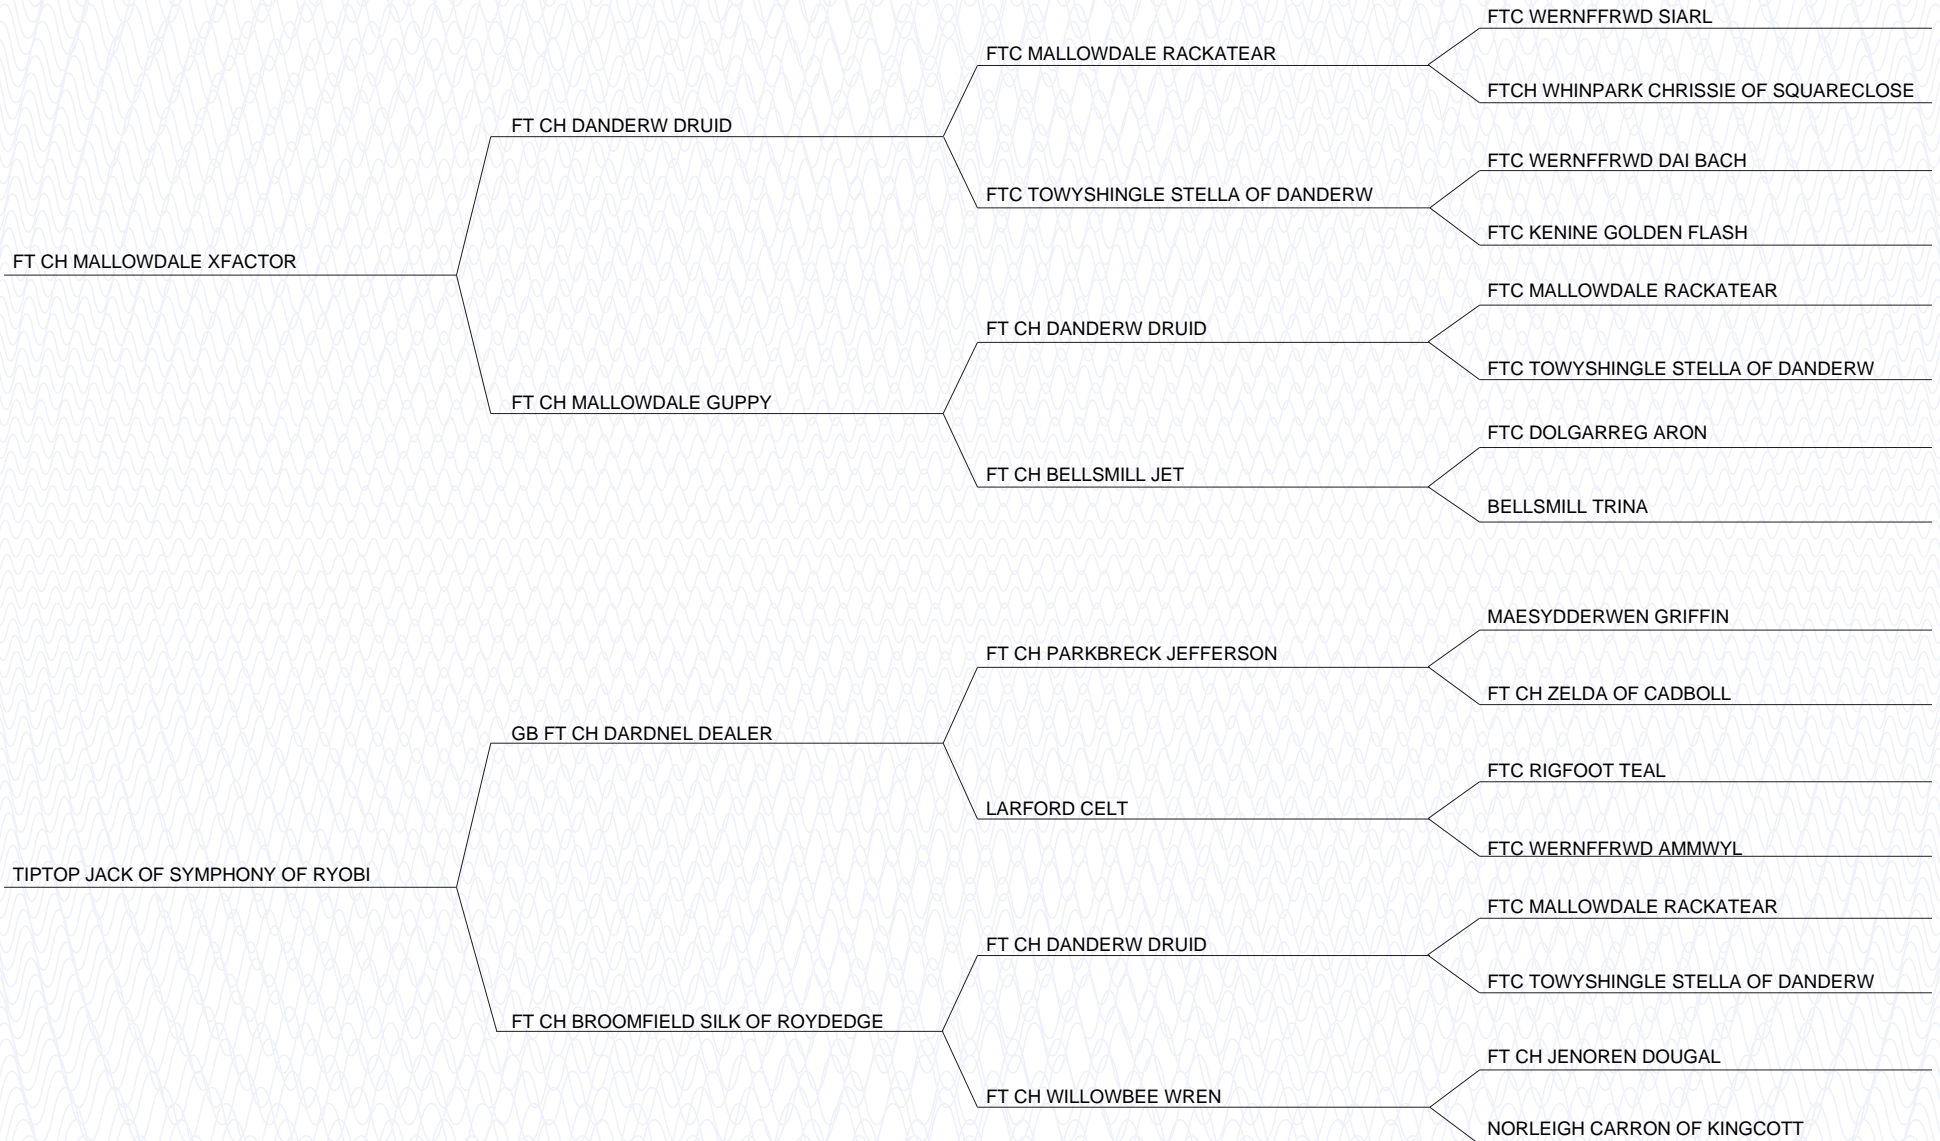 FTC WERNFFRWD SIARL
FTC MALLOWDALE RACKATEAR
FTCH WHINPARK CHRISSIE OF SQUARECLOSE
FT CH DANDERW DRUID
FTC WERNFFRWD DAI BACH
FTC TOWYSHINGLE STELLA OF DANDERW
FTC KENINE GOLDEN FLASH
FT CH MALLOWDALE XFACTOR
FTC MALLOWDALE RACKATEAR
FT CH DANDERW DRUID
FTC TOWYSHINGLE STELLA OF DANDERW
FT CH MALLOWDALE GUPPY
FTC DOLGARREG ARON
FT CH BELLSMILL JET
BELLSMILL TRINA
MAESYDDERWEN GRIFFIN
FT CH PARKBRECK JEFFERSON
FT CH ZELDA OF CADBOLL
GB FT CH DARDNEL DEALER
FTC RIGFOOT TEAL
LARFORD CELT
FTC WERNFFRWD AMMWYL
TIPTOP JACK OF SYMPHONY OF RYOBI
FTC MALLOWDALE RACKATEAR
FT CH DANDERW DRUID
FTC TOWYSHINGLE STELLA OF DANDERW
FT CH BROOMFIELD SILK OF ROYDEDGE
FT CH JENOREN DOUGAL
FT CH WILLOWBEE WREN
NORLEIGH CARRON OF KINGCOTT